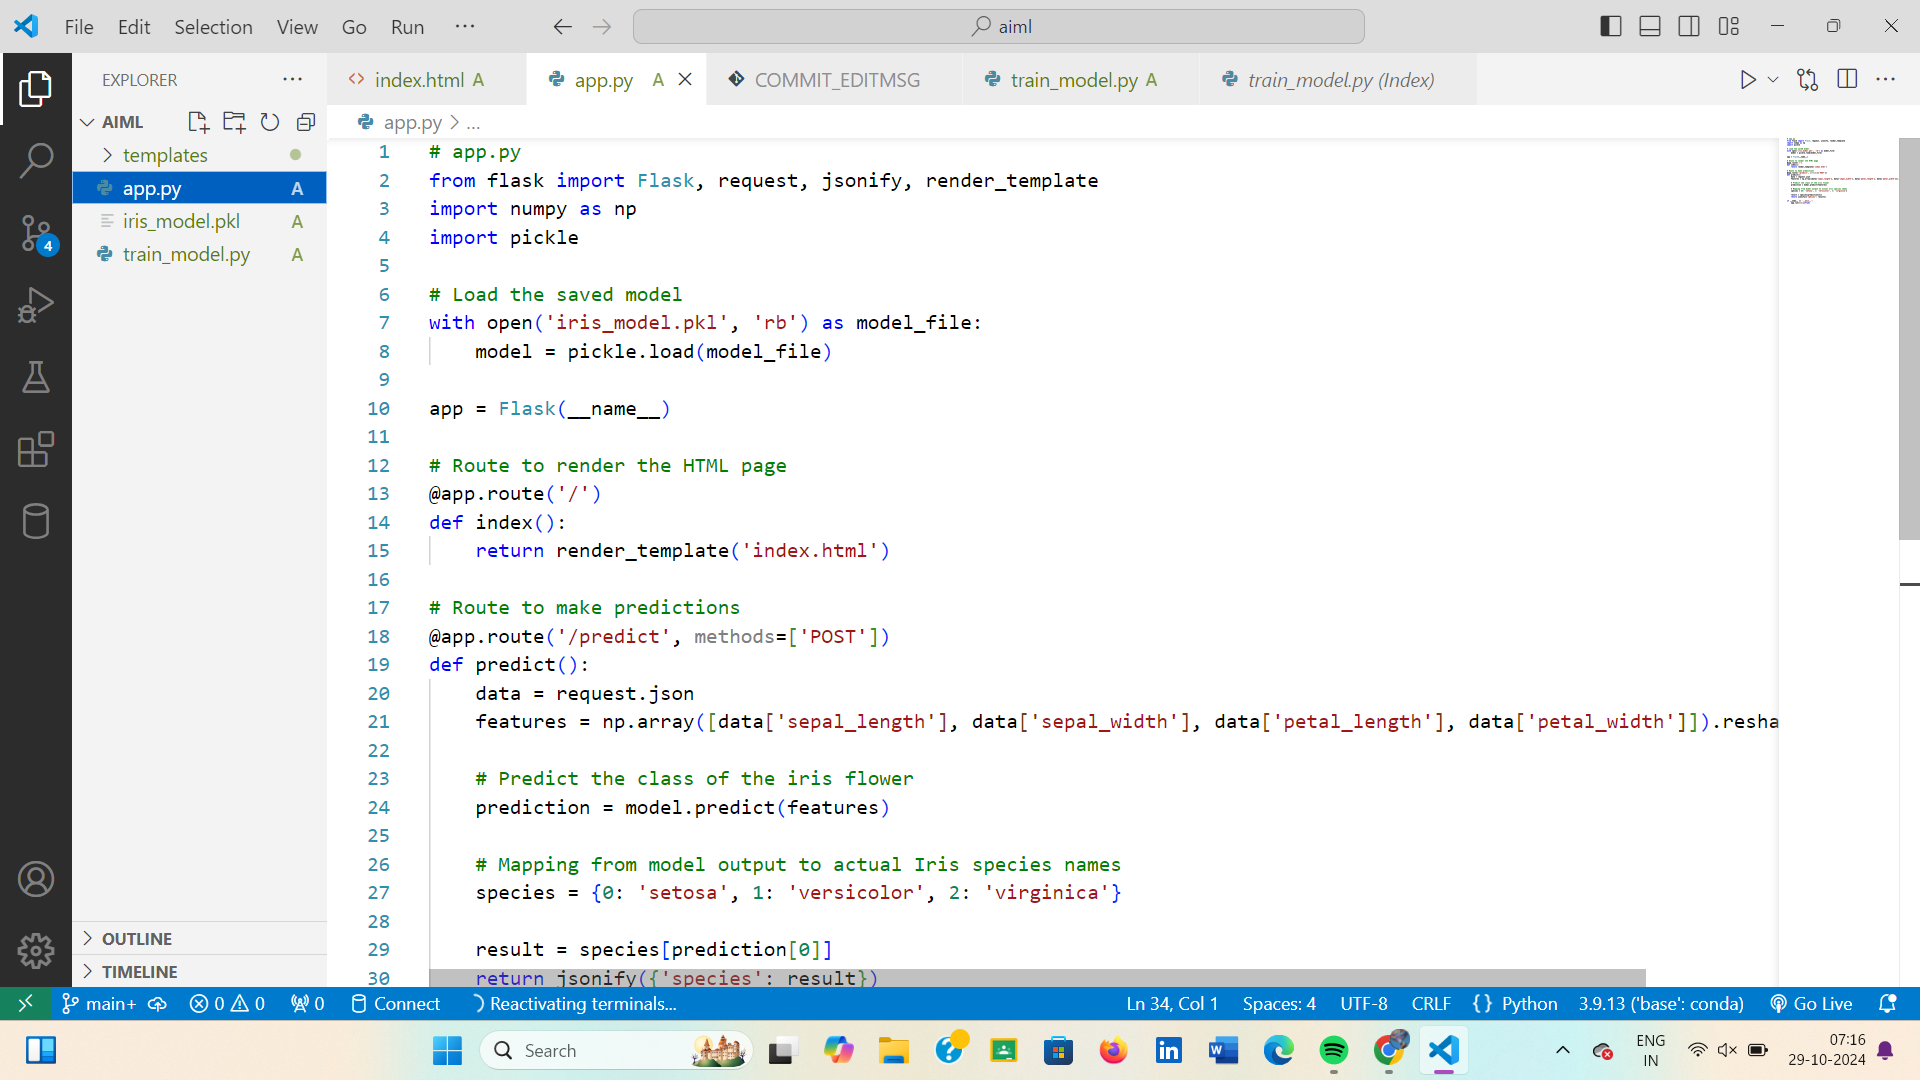 File Edit Selection View Go Run ··· aiml
EXPLORER ···
index.html A
app.py A
COMMIT_EDITMSG
train_model.py A
train_model.py (Index)
AIML
templates
app.py A
iris_model.pkl A
train_model.py A
4
OUTLINE
TIMELINE
app.py > ...
1 # app.py
2 from flask import Flask, request, jsonify, render_template
3 import numpy as np
4 import pickle
5
6 # Load the saved model
7 with open('iris_model.pkl', 'rb') as model_file:
8     model = pickle.load(model_file)
9
10 app = Flask(__name__)
11
12 # Route to render the HTML page
13 @app.route('/')
14 def index():
15     return render_template('index.html')
16
17 # Route to make predictions
18 @app.route('/predict', methods=['POST'])
19 def predict():
20     data = request.json
21     features = np.array([data['sepal_length'], data['sepal_width'], data['petal_length'], data['petal_width']]).resha
22
23     # Predict the class of the iris flower
24     prediction = model.predict(features)
25
26     # Mapping from model output to actual Iris species names
27     species = {0: 'setosa', 1: 'versicolor', 2: 'virginica'}
28
29     result = species[prediction[0]]
30     return jsonify({'species': result})
main+ 0 0 0 Connect Reactivating terminals... Ln 34, Col 1 Spaces: 4 UTF-8 CRLF {} Python 3.9.13 ('base': conda) Go Live
Search
ENG
IN
07:16
29-10-2024